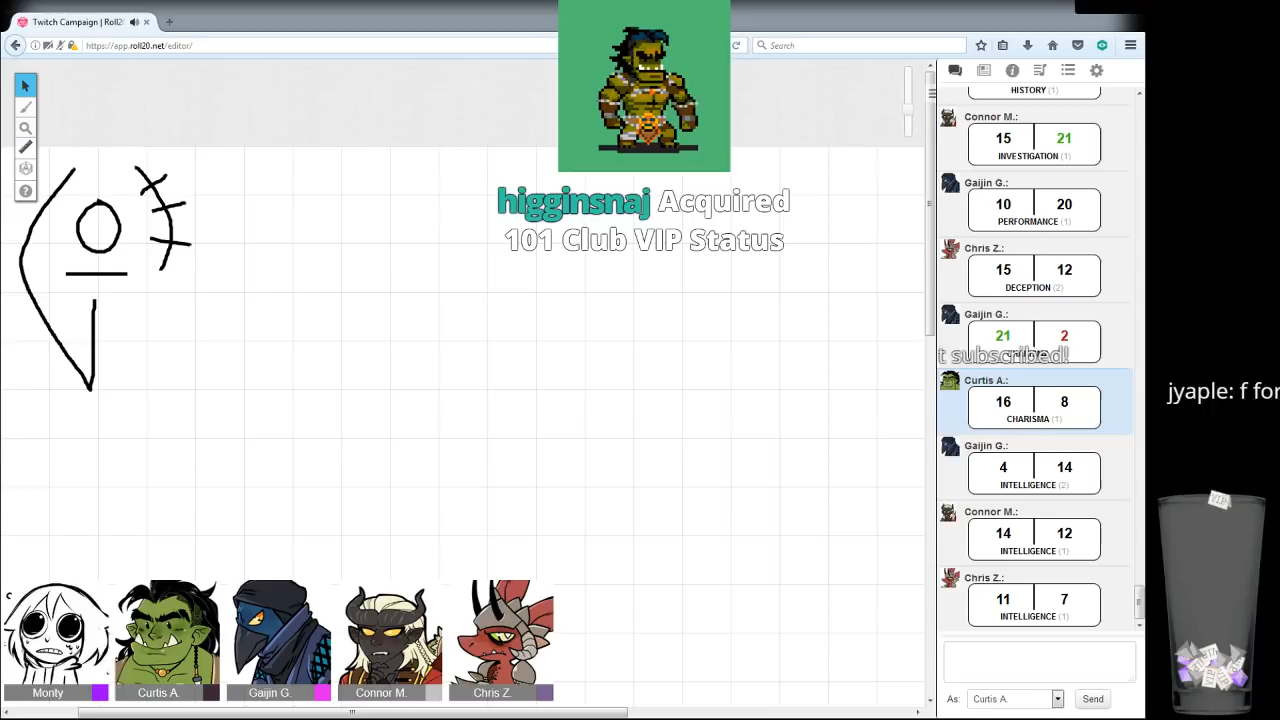 Twitch Campaign | Roll20
https://app.roll20.net/editor/
Search
higginsnaj Acquired
101 Club VIP Status
HISTORY (1)
Connor M.:
15 21
INVESTIGATION (1)
Gaijin G.:
10 20
PERFORMANCE (1)
Chris Z.:
15 12
DECEPTION (2)
Gaijin G.:
21 2
t subscribed!
Curtis A.:
16 8
CHARISMA (1)
Gaijin G.:
4 14
INTELLIGENCE (2)
Connor M.:
14 12
INTELLIGENCE (1)
Chris Z.:
11 7
INTELLIGENCE (1)
As: Curtis A. Send
jyaple: f for
VIP
Monty
Curtis A.
Gaijin G.
Connor M.
Chris Z.